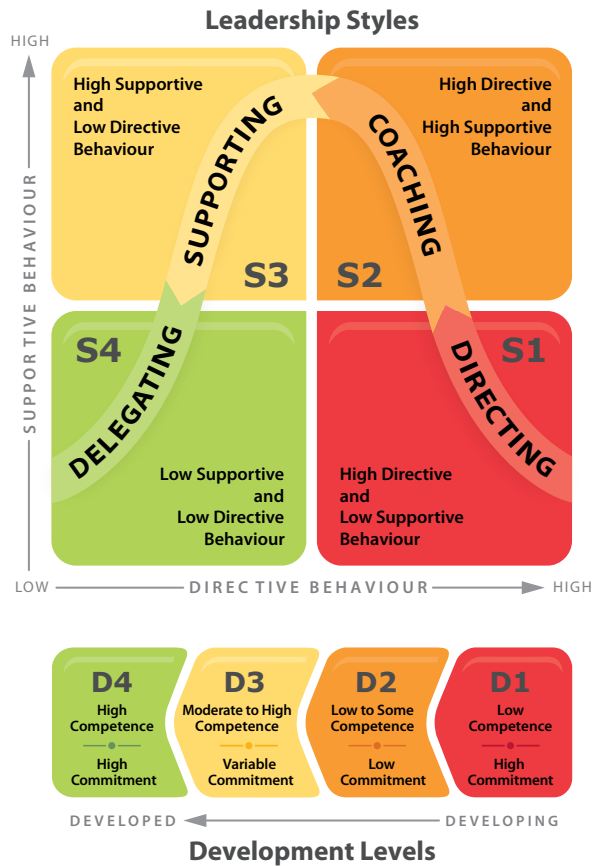 Leadership Styles
HIGH
SUPPORTIVE BEHAVIOUR
High Supportive
and
Low Directive
Behaviour
SUPPORTING
S3
High Directive
and
High Supportive
Behaviour
COACHING
S2
S4
DELEGATING
Low Supportive
and
Low Directive
Behaviour
S1
DIRECTING
High Directive
and
Low Supportive
Behaviour
LOW
DIRECTIVE BEHAVIOUR
HIGH
D4
High
Competence
High
Commitment
D3
Moderate to High
Competence
Variable
Commitment
D2
Low to Some
Competence
Low
Commitment
D1
Low
Competence
High
Commitment
DEVELOPED
DEVELOPING
Development Levels